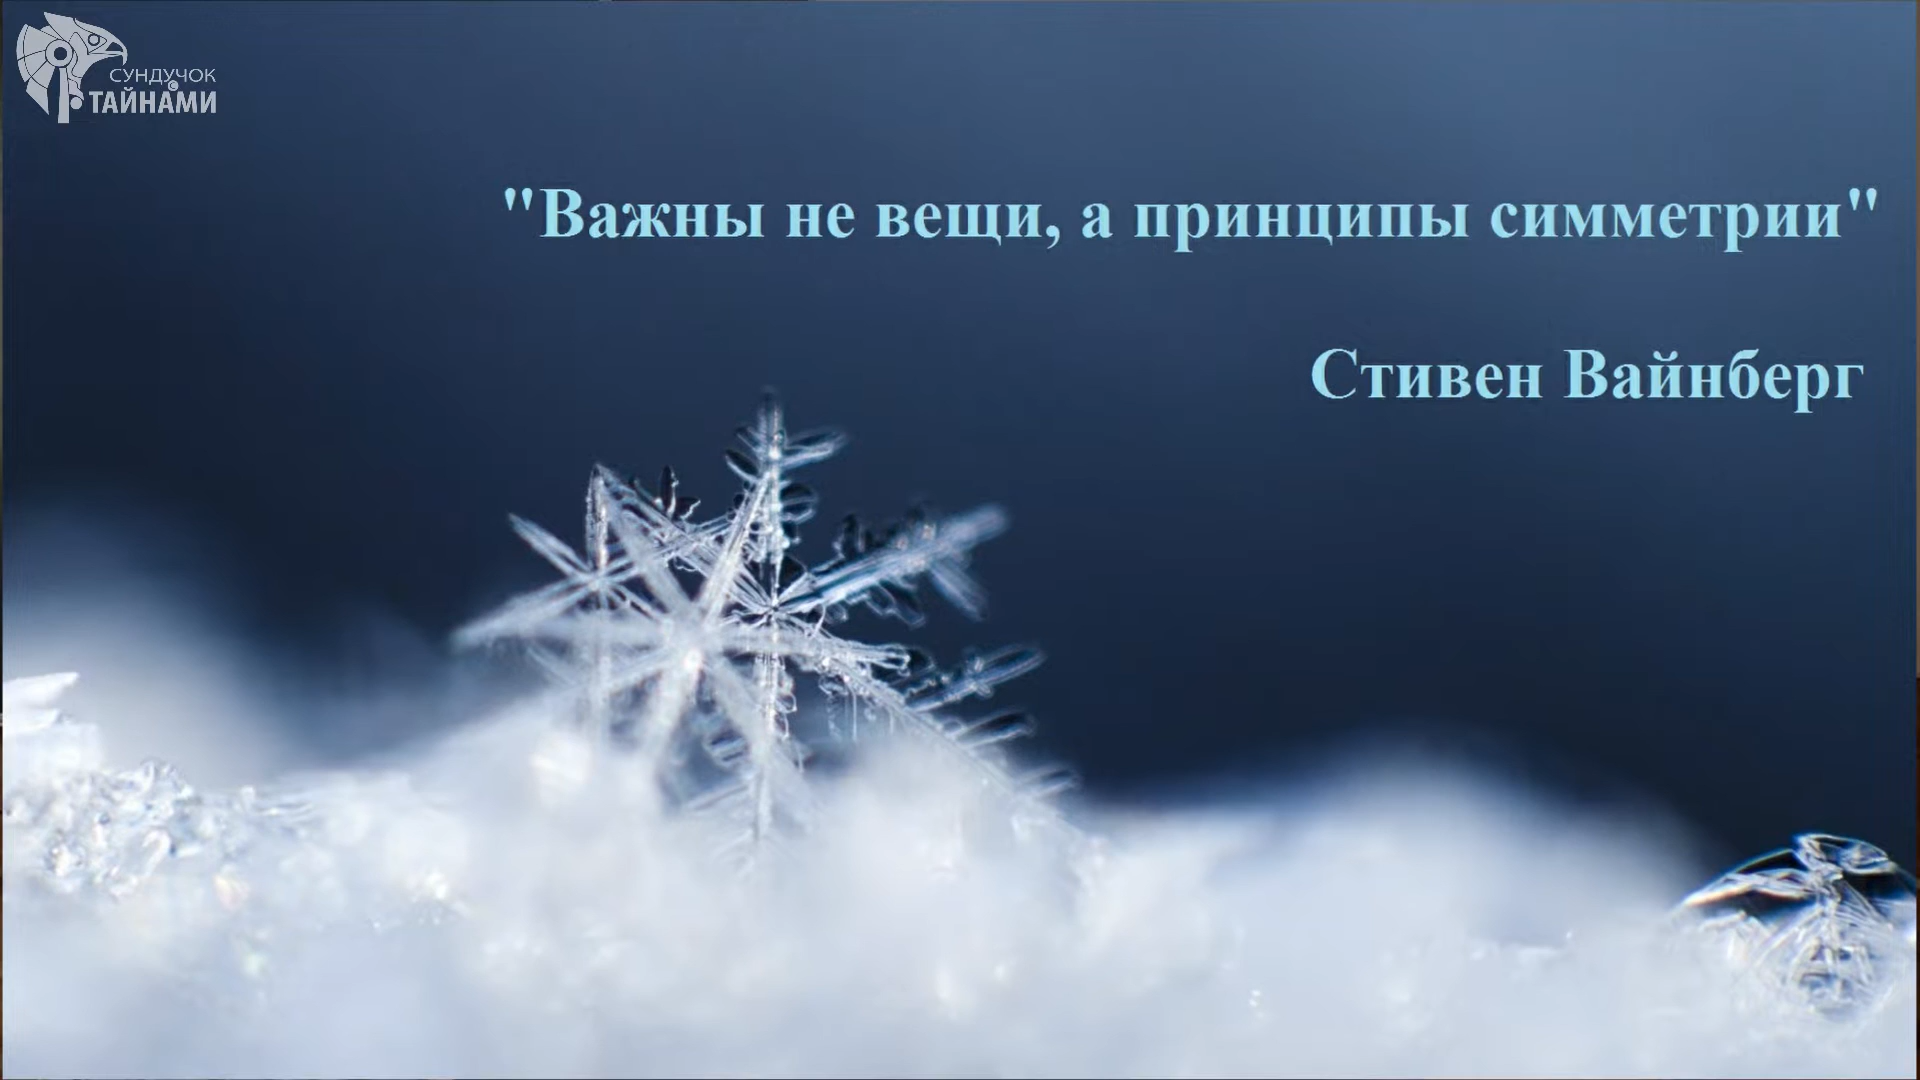 СУНДУЧОК
С
ТАЙНАМИ
"Важны не вещи, а принципы симметрии"
Стивен Вайнберг